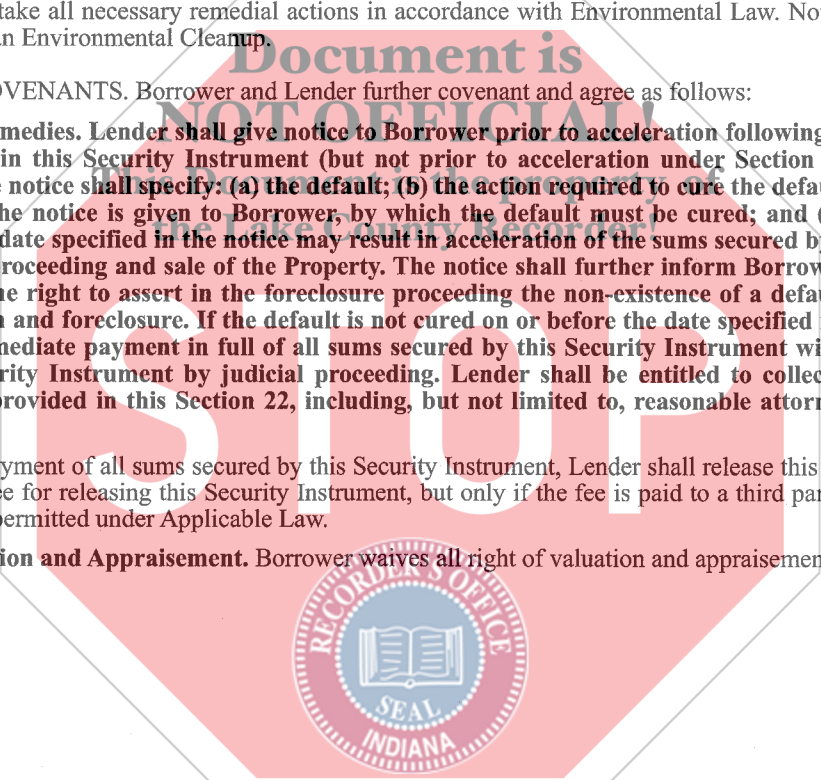 take all necessary remedial actions in accordance with Environmental Law. No
n Environmental Cleanup.
Document is
OVENANTS. Borrower and Lender further covenant and agree as follows:
NOT OFFICIAL!
medies. Lender shall give notice to Borrower prior to acceleration following
in this Security Instrument (but not prior to acceleration under Section
This Document is the property of
e notice shall specify: (a) the default; (b) the action required to cure the defau
he notice is given to Borrower, by which the default must be cured; and (
the Lake County Recorder!
date specified in the notice may result in acceleration of the sums secured by
roceeding and sale of the Property. The notice shall further inform Borrow
e right to assert in the foreclosure proceeding the non-existence of a defau
n and foreclosure. If the default is not cured on or before the date specified
mediate payment in full of all sums secured by this Security Instrument wi
rity Instrument by judicial proceeding. Lender shall be entitled to collec
provided in this Section 22, including, but not limited to, reasonable attorn
STOP
yment of all sums secured by this Security Instrument, Lender shall release this
ee for releasing this Security Instrument, but only if the fee is paid to a third par
permitted under Applicable Law.
ion and Appraisement. Borrower waives all right of valuation and appraisemen
RECORDER'S OFFICE
SEAL
INDIANA